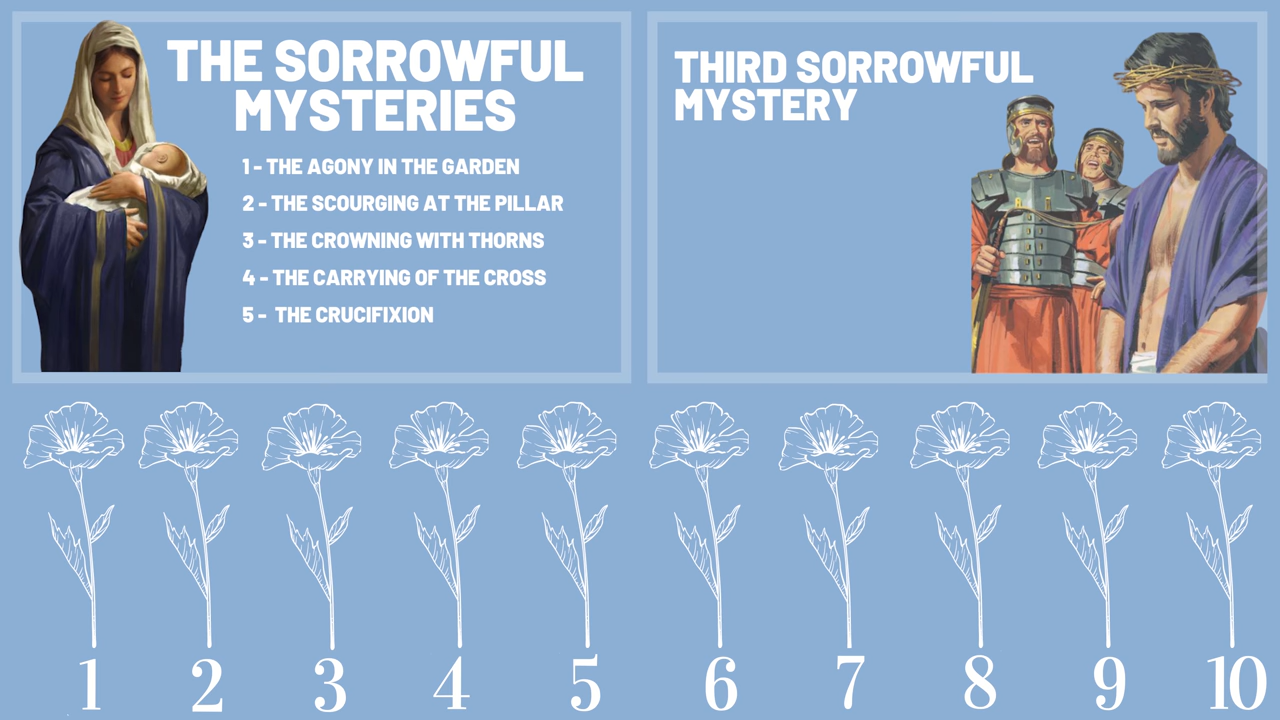 THE SORROWFUL
MYSTERIES
1 - THE AGONY IN THE GARDEN
2 - THE SCOURGING AT THE PILLAR
3 - THE CROWNING WITH THORNS
4 - THE CARRYING OF THE CROSS
5 - THE CRUCIFIXION
THIRD SORROWFUL
MYSTERY
1 2 3 4 5 6 7 8 9 10